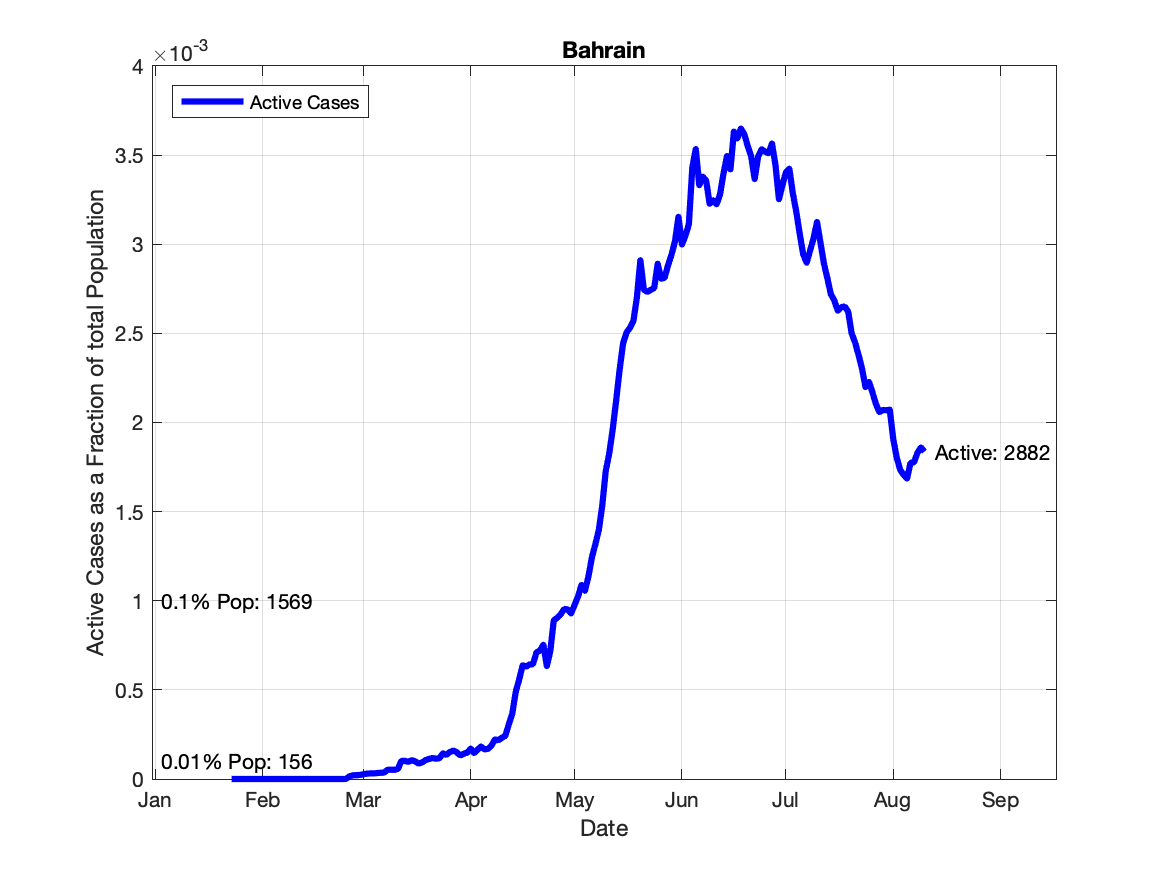 Bahrain
×10^-3
4
3.5
3
2.5
2
1.5
1
0.5
0
Active Cases as a Fraction of total Population
Active Cases
Active: 2882
0.1% Pop: 1569
0.01% Pop: 156
Jan Feb Mar Apr May Jun Jul Aug Sep
Date